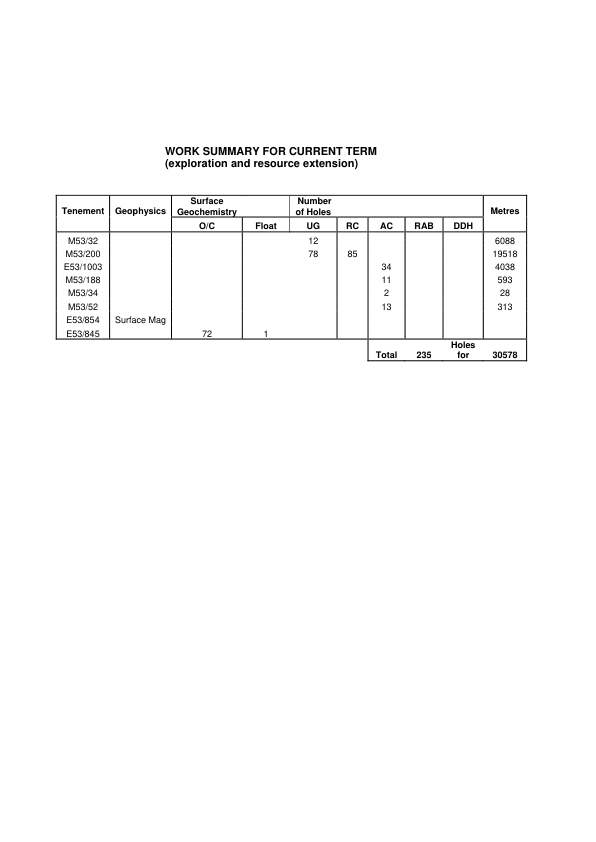 WORK SUMMARY FOR CURRENT TERM
(exploration and resource extension)
Tenement Geophysics Surface Geochemistry Number of Holes Metres
O/C Float UG RC AC RAB DDH
M53/32 12 6088
M53/200 78 85 19518
E53/1003 34 4038
M53/188 11 593
M53/34 2 28
M53/52 13 313
E53/854 Surface Mag
E53/845 72 1
Total 235 Holes for 30578